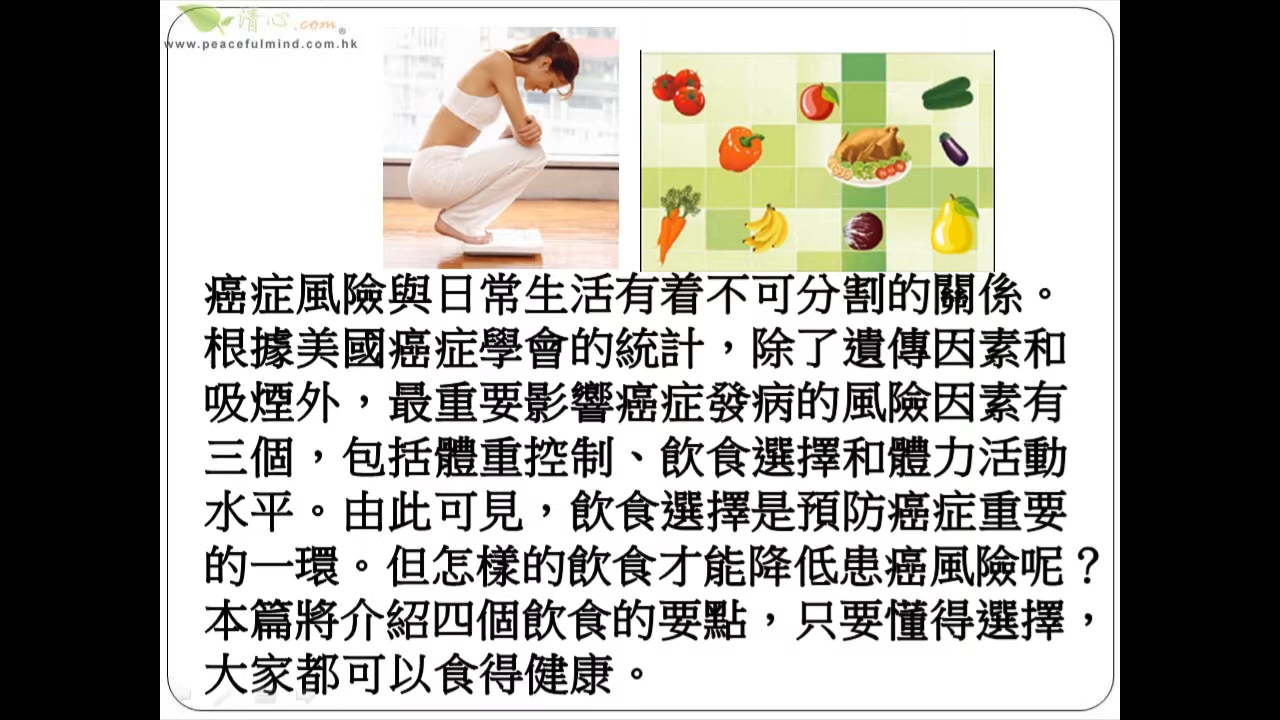 清心.com®
www.peacefulmind.com.hk
癌症風險與日常生活有着不可分割的關係。
根據美國癌症學會的統計，除了遺傳因素和
吸煙外，最重要影響癌症發病的風險因素有
三個，包括體重控制、飲食選擇和體力活動
水平。由此可見，飲食選擇是預防癌症重要
的一環。但怎樣的飲食才能降低患癌風險呢？
本篇將介紹四個飲食的要點，只要懂得選擇，
大家都可以食得健康。